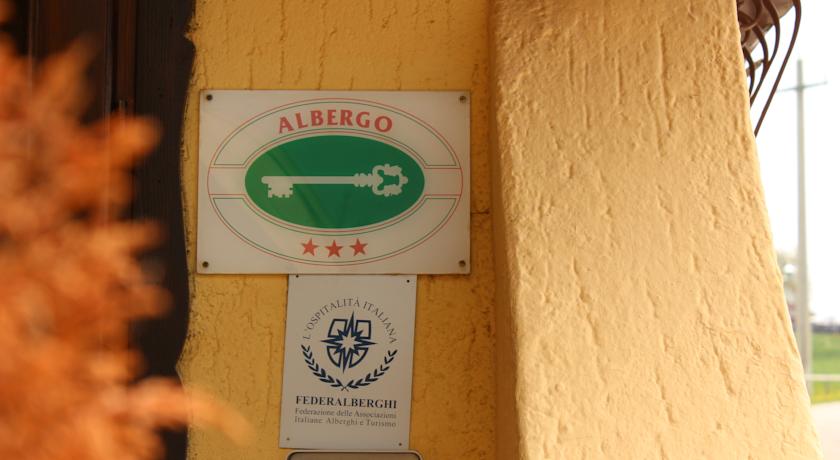 ALBERGO
L'OSPITALITÀ ITALIANA
FEDERALBERGHI
Federazione delle Associazioni
Italiane Alberghi e Turismo